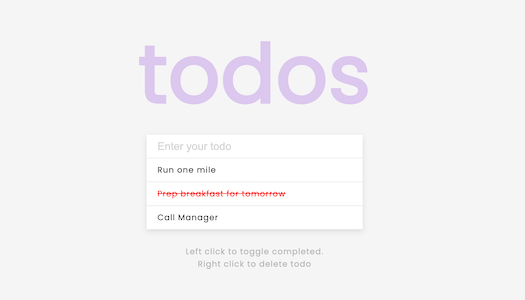 todos
Enter your todo
Run one mile
Prep breakfast for tomorrow
Call Manager
Left click to toggle completed.
Right click to delete todo